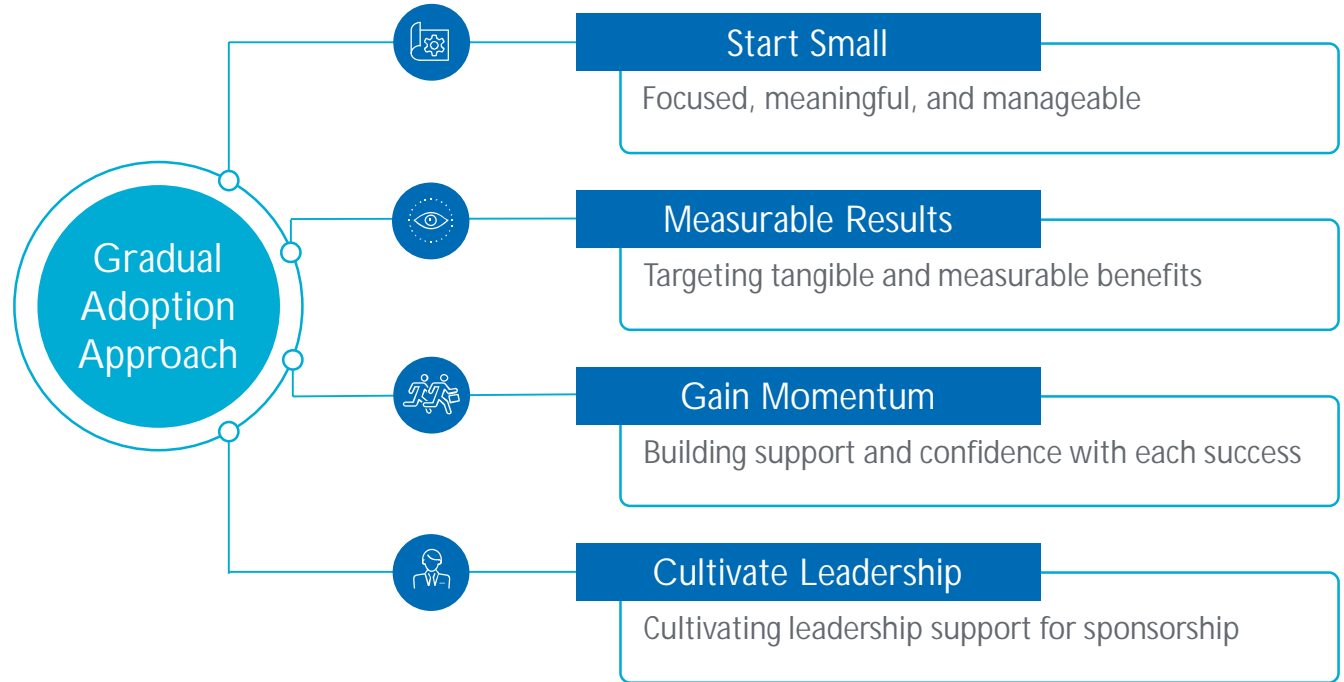 Gradual
Adoption
Approach
Start Small
Focused, meaningful, and manageable
Measurable Results
Targeting tangible and measurable benefits
Gain Momentum
Building support and confidence with each success
Cultivate Leadership
Cultivating leadership support for sponsorship